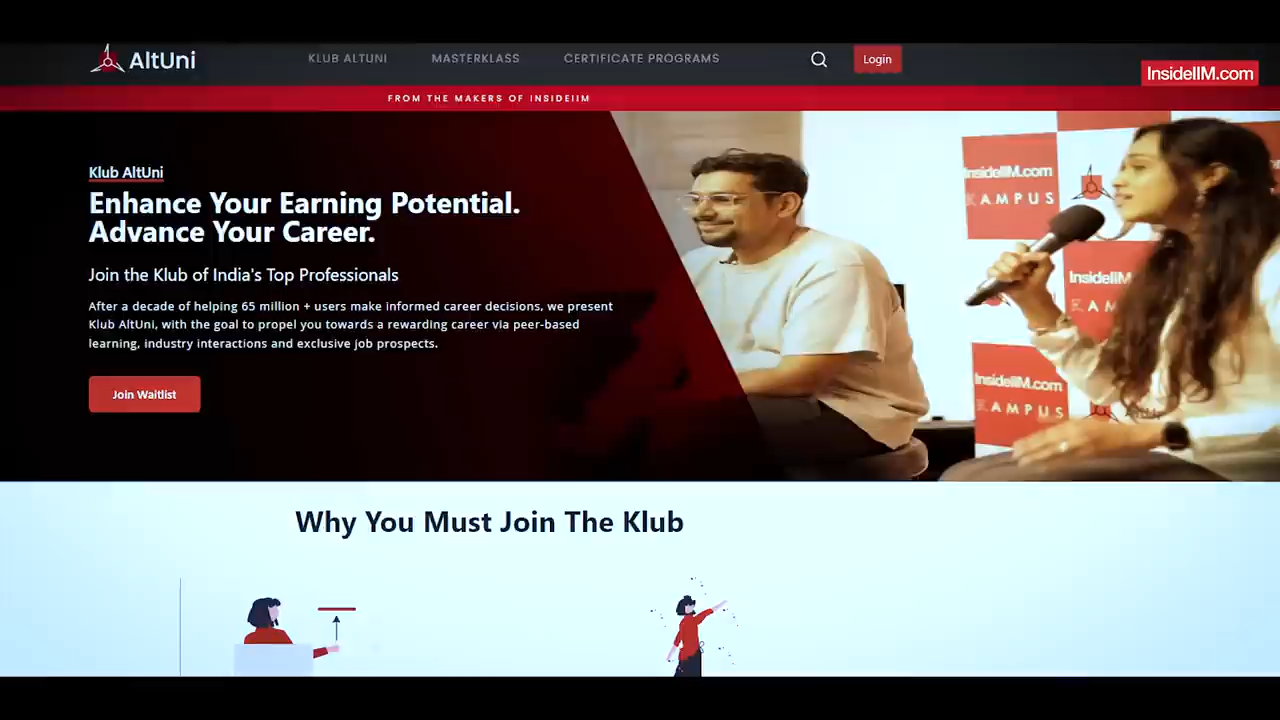 AltUni
KLUB ALTUNI
MASTERKLASS
CERTIFICATE PROGRAMS
Login
InsideIIM.com
FROM THE MAKERS OF INSIDEIIM
Klub AltUni
Enhance Your Earning Potential.
Advance Your Career.
Join the Klub of India's Top Professionals
After a decade of helping 65 million + users make informed career decisions, we present
Klub AltUni, with the goal to propel you towards a rewarding career via peer-based
learning, industry interactions and exclusive job prospects.
Join Waitlist
InsideIIM.com
KAMPUS
InsideIIM
KAM
InsideIIM.com
KAMPUS
Why You Must Join The Klub